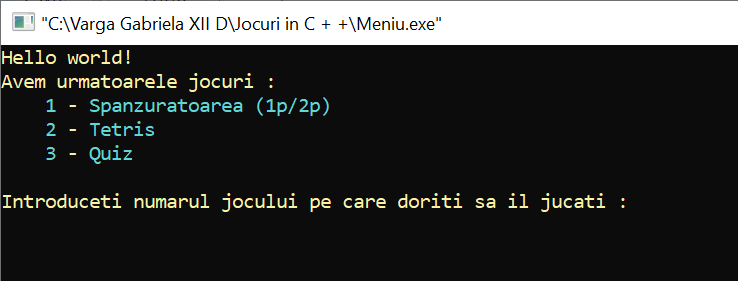 "C:\Varga Gabriela XII D\Jocuri in C + +\Meniu.exe"
Hello world!
Avem urmatoarele jocuri :
1 - Spanzuratoarea (1p/2p)
2 - Tetris
3 - Quiz
Introduceti numarul jocului pe care doriti sa il jucati :